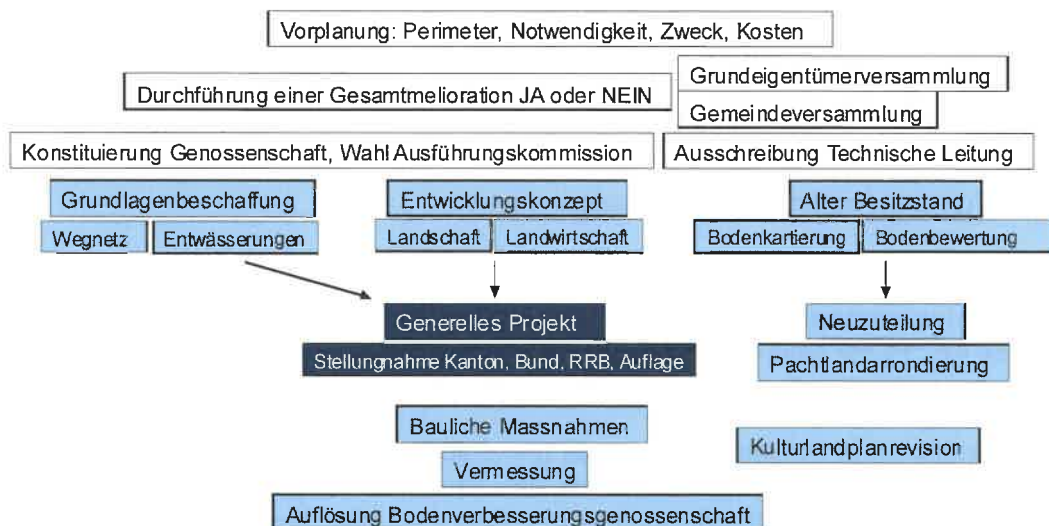 Vorplanung: Perimeter, Notwendigkeit, Zweck, Kosten
Durchführung einer Gesamtmelioration JA oder NEIN
Grundeigentümerversammlung
Gemeindeversammlung
Konstituierung Genossenschaft, Wahl Ausführungskommission
Ausschreibung Technische Leitung
Grundlagenbeschaffung
Wegnetz
Entwässerungen
Entwicklungskonzept
Landschaft
Landwirtschaft
Alter Besitzstand
Bodenkartierung
Bodenbewertung
Generelles Projekt
Stellungnahme Kanton, Bund, RRB, Auflage
Neuzuteilung
Pachtlandarrondierung
Bauliche Massnahmen
Kulturlandplanrevision
Vermessung
Auflösung Bodenverbesserungsgenossenschaft